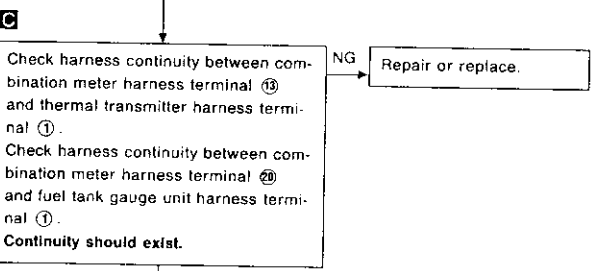 C
Check harness continuity between com-
bination meter harness terminal ⑬
and thermal transmitter harness termi-
nal ①.
Check harness continuity between com-
bination meter harness terminal ⑳
and fuel tank gauge unit harness termi-
nal ①.
Continuity should exist.
NG
Repair or replace.